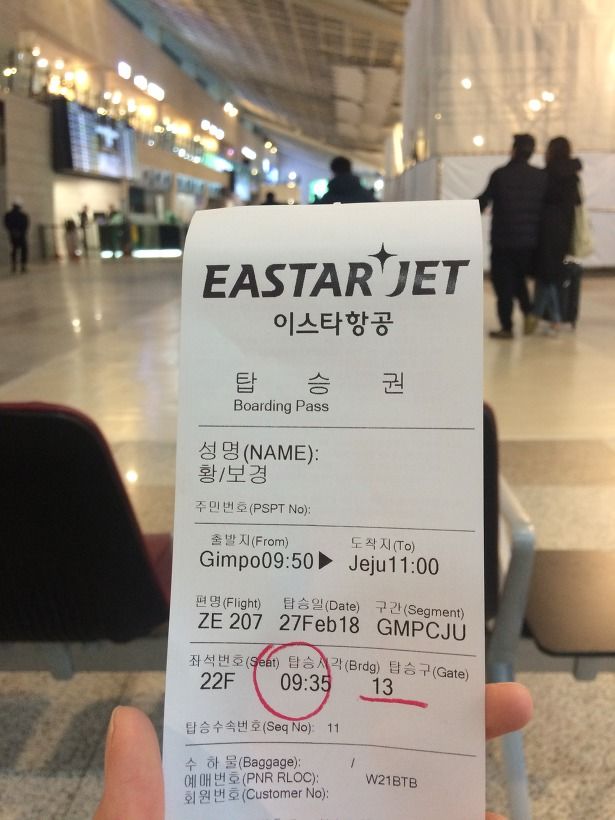 EASTAR JET
이스타항공
탑 승 권
Boarding Pass
성명(NAME):
황/보경
주민번호(PSPT No):
출발지(From) 도착지(To)
Gimpo09:50▶ Jeju11:00
편명(Flight) 탑승일(Date) 구간(Segment)
ZE 207 27Feb18 GMPCJU
좌석번호(Seat) 탑승시각(Brdg) 탑승구(Gate)
22F 09:35 13
탑승수속번호(Seq No): 11
수 하 물(Baggage): /
예매번호(PNR RLOC): W21BTB
회원번호(Customer No):